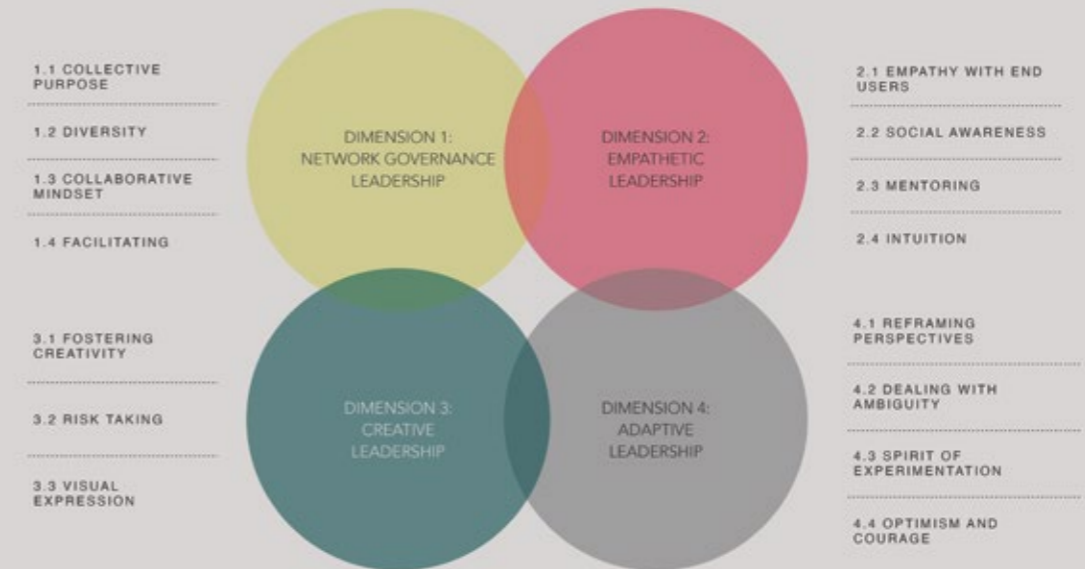 1.1 COLLECTIVE
PURPOSE
1.2 DIVERSITY
1.3 COLLABORATIVE
MINDSET
1.4 FACILITATING
DIMENSION 1:
NETWORK GOVERNANCE
LEADERSHIP
DIMENSION 2:
EMPATHETIC
LEADERSHIP
2.1 EMPATHY WITH END
USERS
2.2 SOCIAL AWARENESS
2.3 MENTORING
2.4 INTUITION
3.1 FOSTERING
CREATIVITY
3.2 RISK TAKING
3.3 VISUAL
EXPRESSION
DIMENSION 3:
CREATIVE
LEADERSHIP
DIMENSION 4:
ADAPTIVE
LEADERSHIP
4.1 REFRAMING
PERSPECTIVES
4.2 DEALING WITH
AMBIGUITY
4.3 SPIRIT OF
EXPERIMENTATION
4.4 OPTIMISM AND
COURAGE